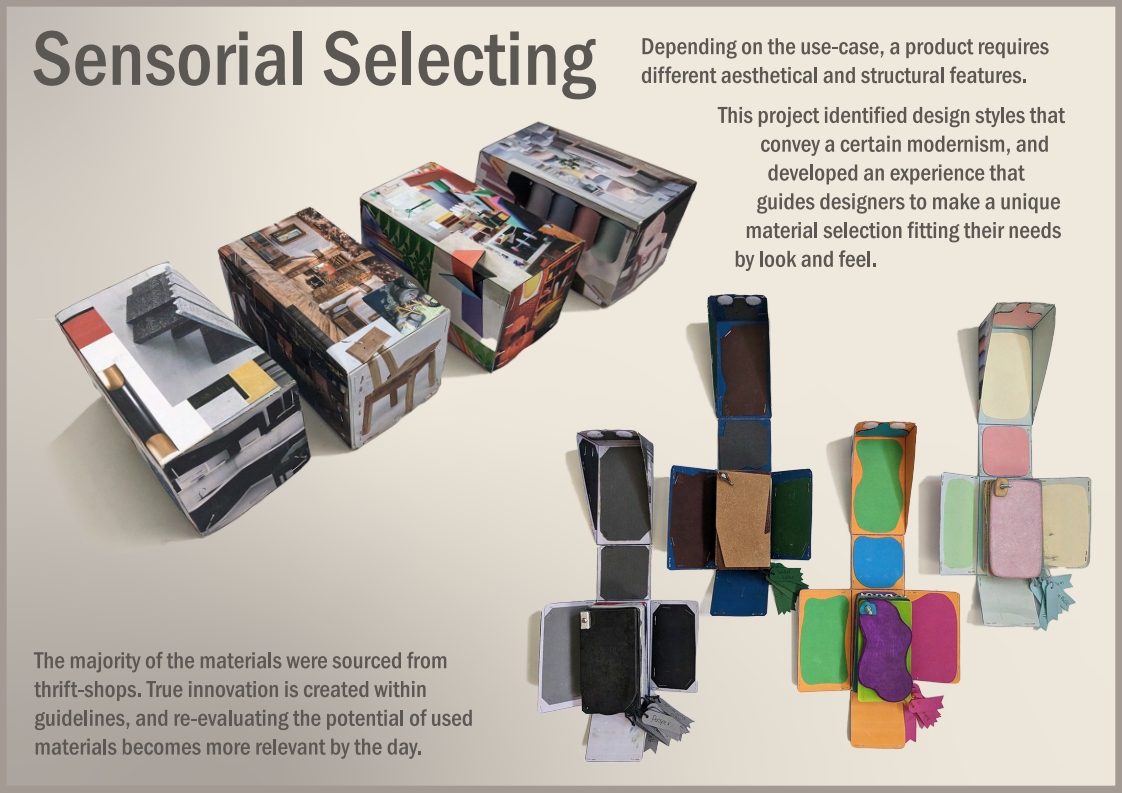 Sensorial Selecting
Depending on the use-case, a product requires
different aesthetical and structural features.
This project identified design styles that
convey a certain modernism, and
developed an experience that
guides designers to make a unique
material selection fitting their needs
by look and feel.
The majority of the materials were sourced from
thrift-shops. True innovation is created within
guidelines, and re-evaluating the potential of used
materials becomes more relevant by the day.